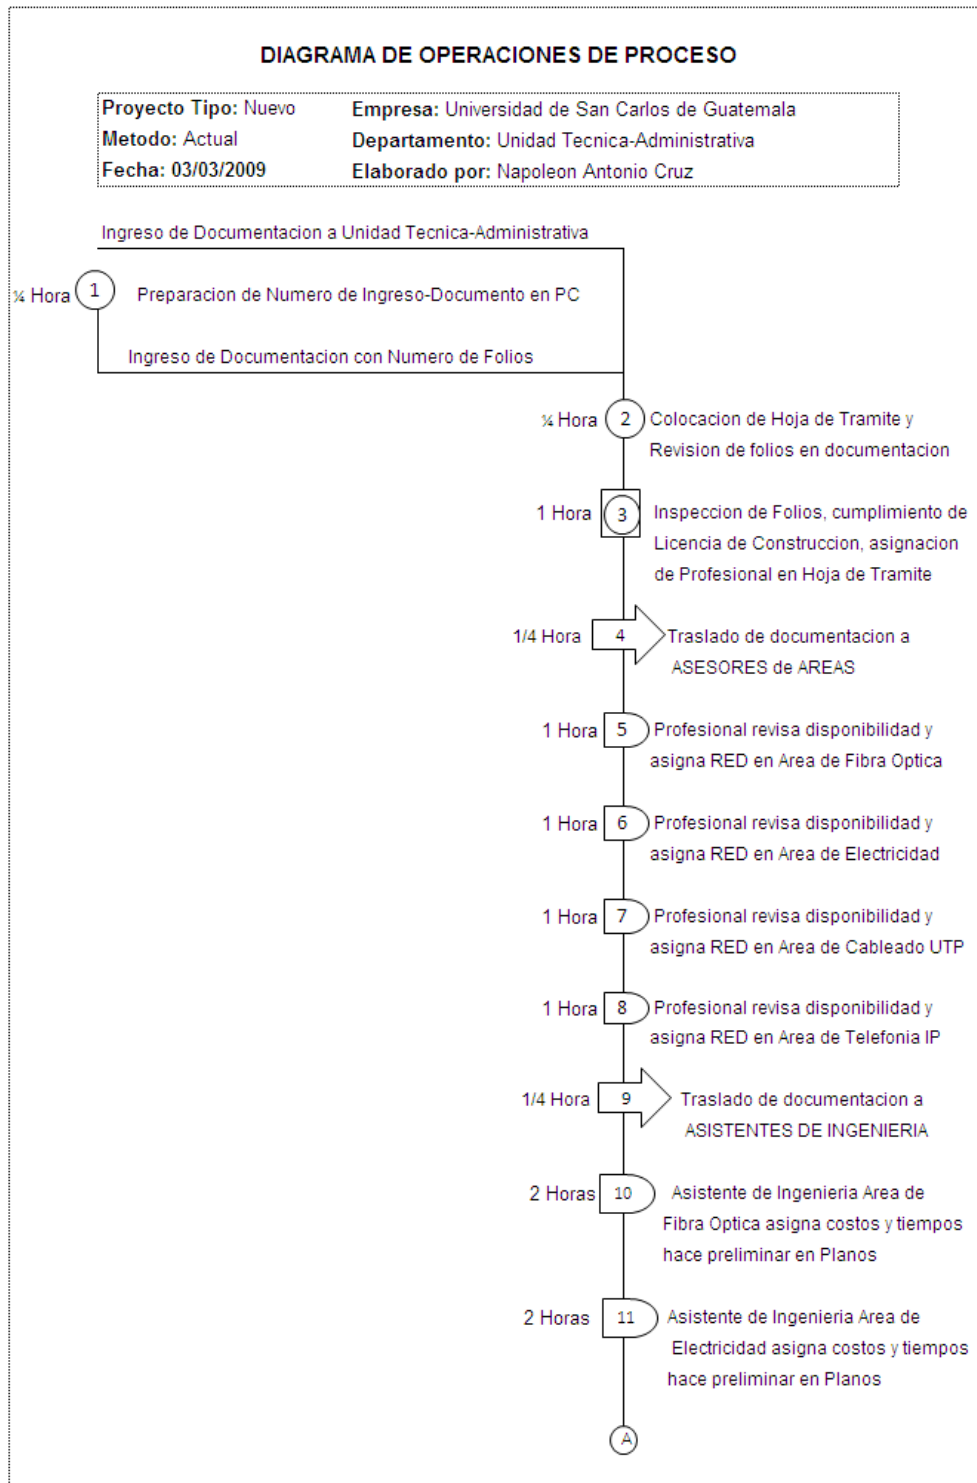 DIAGRAMA DE OPERACIONES DE PROCESO
Proyecto Tipo: Nuevo Empresa: Universidad de San Carlos de Guatemala
Metodo: Actual Departamento: Unidad Tecnica-Administrativa
Fecha: 03/03/2009 Elaborado por: Napoleon Antonio Cruz
Ingreso de Documentacion a Unidad Tecnica-Administrativa
¼ Hora 1 Preparacion de Numero de Ingreso-Documento en PC
Ingreso de Documentacion con Numero de Folios
¼ Hora 2 Colocacion de Hoja de Tramite y
Revision de folios en documentacion
1 Hora 3 Inspeccion de Folios, cumplimiento de
Licencia de Construccion, asignacion
de Profesional en Hoja de Tramite
1/4 Hora 4 Traslado de documentacion a
ASESORES de AREAS
1 Hora 5 Profesional revisa disponibilidad y
asigna RED en Area de Fibra Optica
1 Hora 6 Profesional revisa disponibilidad y
asigna RED en Area de Electricidad
1 Hora 7 Profesional revisa disponibilidad y
asigna RED en Area de Cableado UTP
1 Hora 8 Profesional revisa disponibilidad y
asigna RED en Area de Telefonia IP
1/4 Hora 9 Traslado de documentacion a
ASISTENTES DE INGENIERIA
2 Horas 10 Asistente de Ingenieria Area de
Fibra Optica asigna costos y tiempos
hace preliminar en Planos
2 Horas 11 Asistente de Ingenieria Area de
Electricidad asigna costos y tiempos
hace preliminar en Planos
A